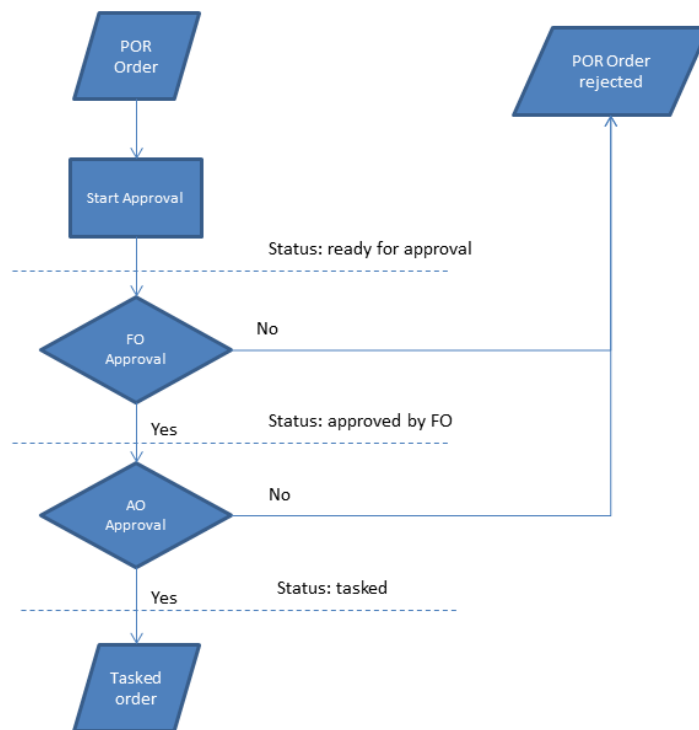 POR
Order
POR Order
rejected
Start Approval
Status: ready for approval
No
FO
Approval
Yes
Status: approved by FO
No
AO
Approval
Status: tasked
Yes
Tasked
order